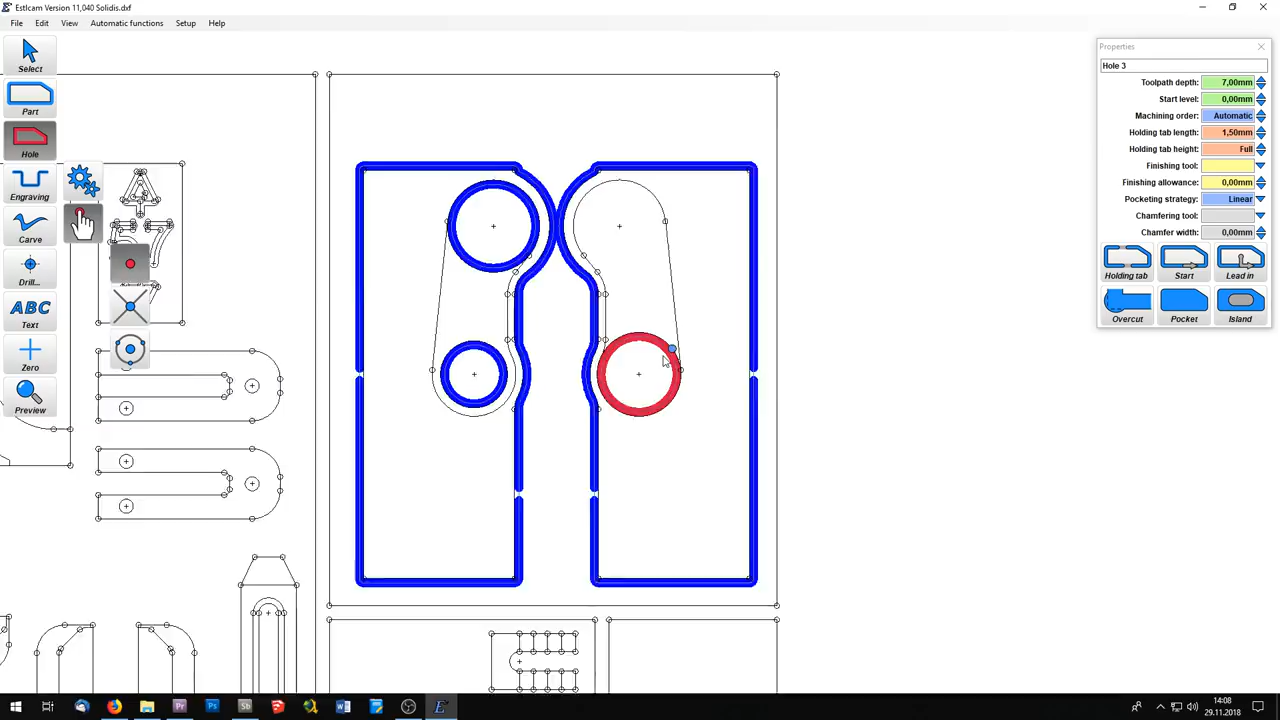 Estlcam Version 11,040 Solidis.dxf
File Edit View Automatic functions Setup Help
Select
Part
Hole
Engraving
Carve
Drill...
ABC
Text
Zero
Preview
Properties
Hole 3
Toolpath depth: 7,00mm
Start level: 0,00mm
Machining order: Automatic
Holding tab length: 1,50mm
Holding tab height: Full
Finishing tool:
Finishing allowance: 0,00mm
Pocketing strategy: Linear
Chamfering tool:
Chamfer width: 0,00mm
Holding tab Start Lead in
Overcut Pocket Island
Pr Ps Sb W E
14:08
29.11.2018